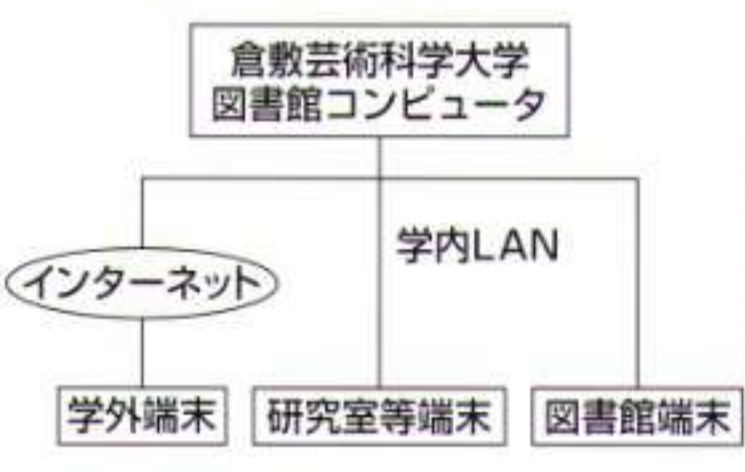 倉敷芸術科学大学
図書館コンピュータ
学内LAN
インターネット
学外端末
研究室等端末
図書館端末